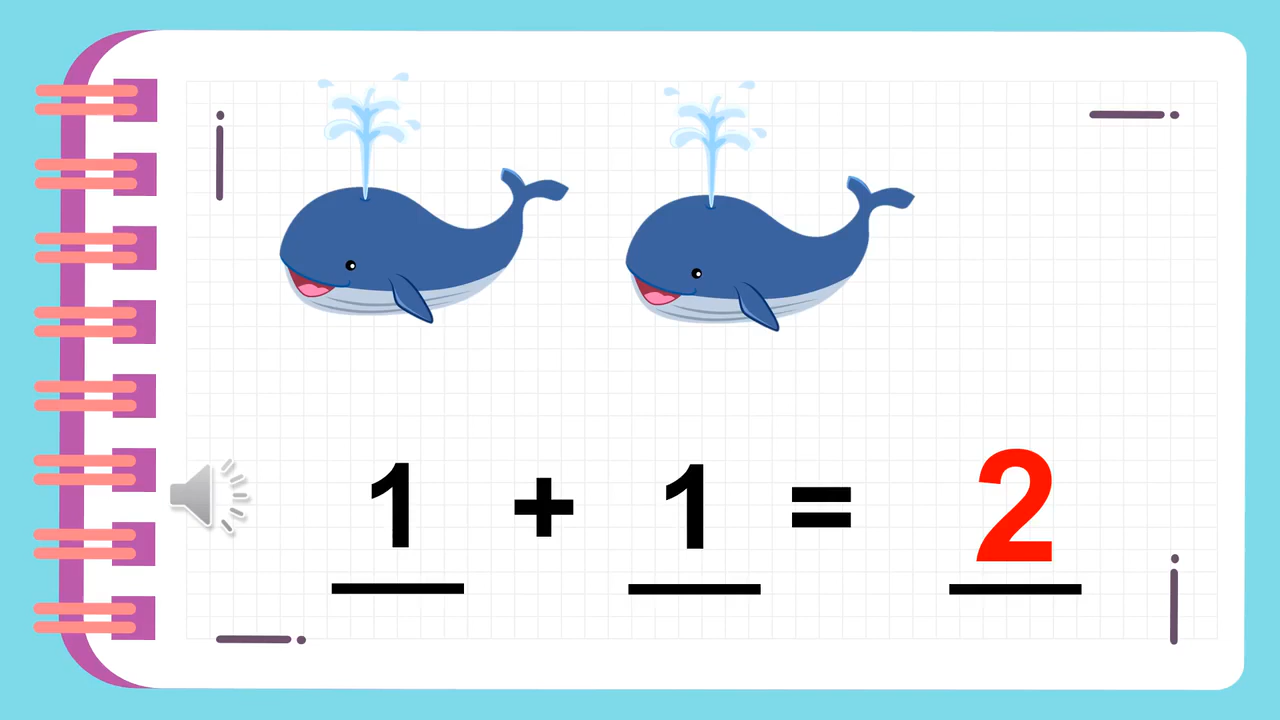 1 + 1 = 2